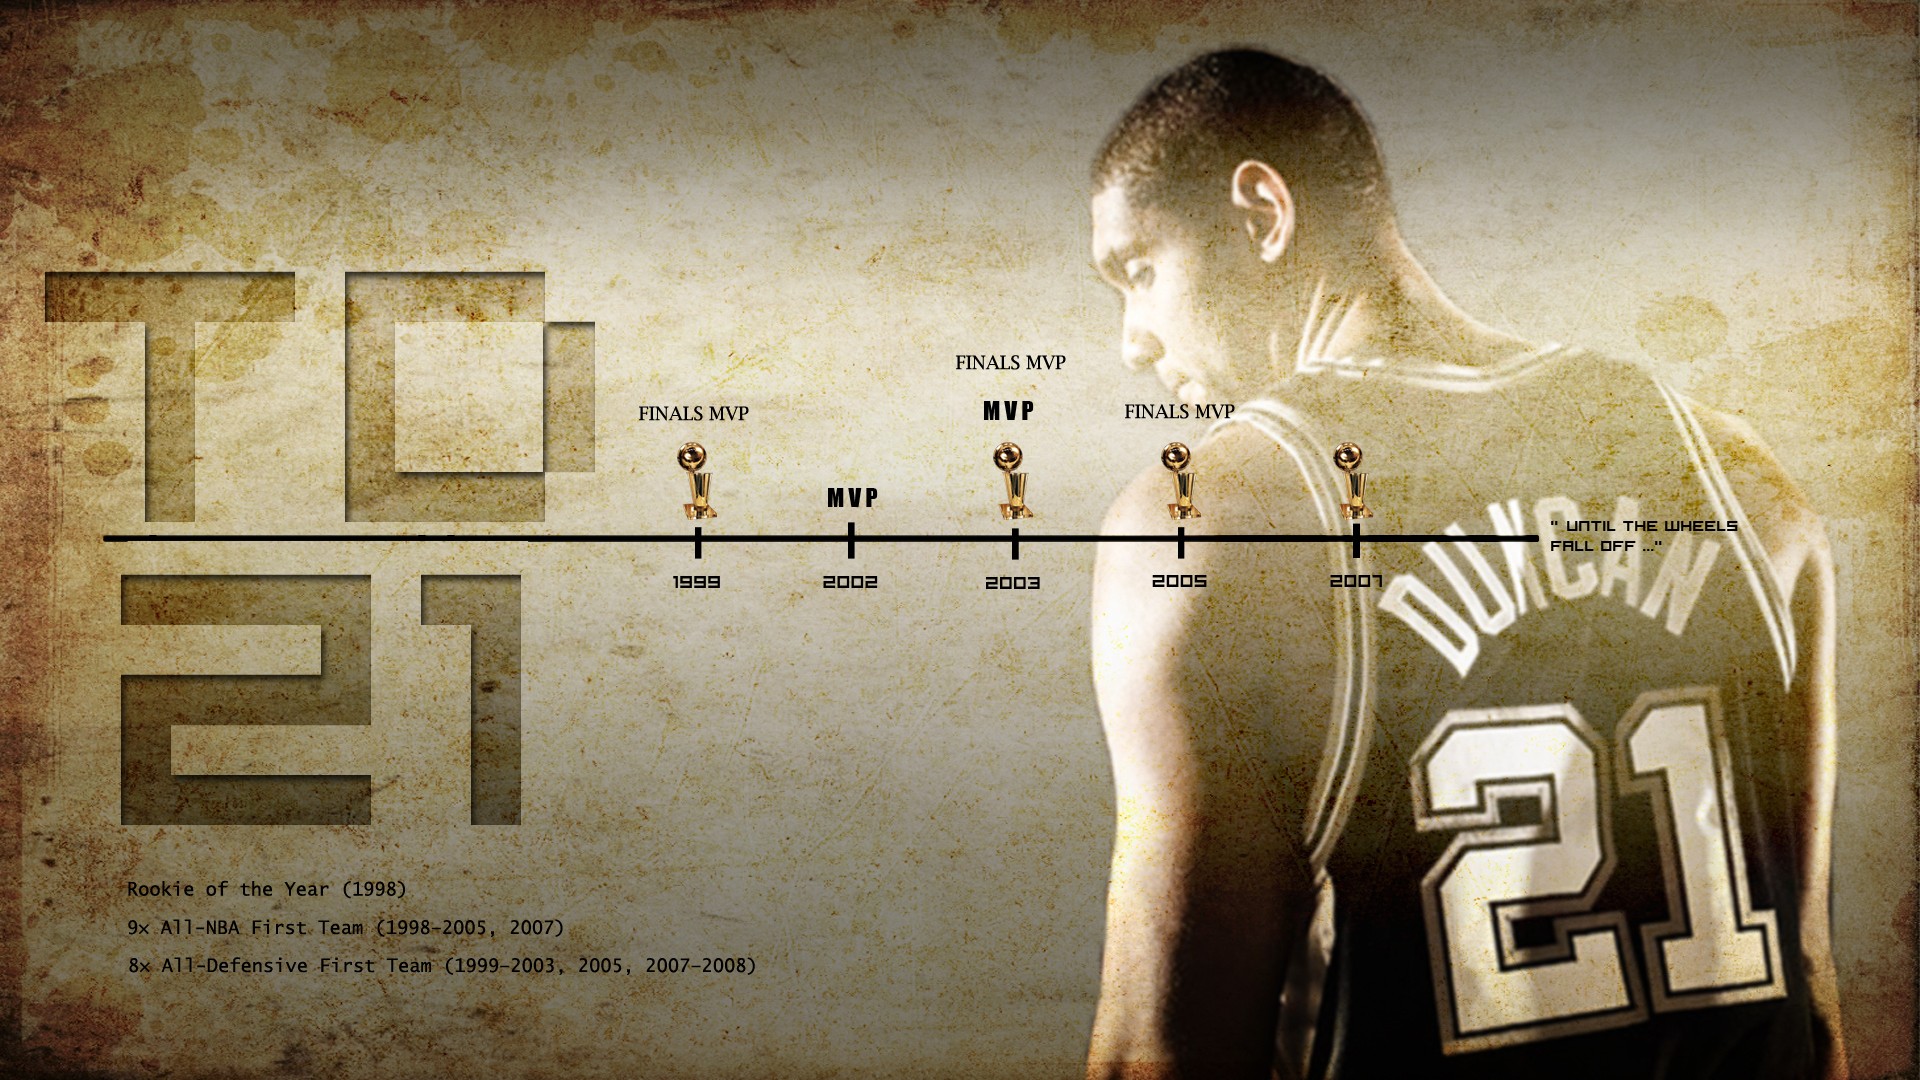 TD
21
FINALS MVP
MVP
FINALS MVP
MVP
FINALS MVP
1999
2002
2003
2005
2007
" UNTIL THE WHEELS
FALL OFF ..."
DUNCAN
21
Rookie of the Year (1998)
9x All-NBA First Team (1998-2005, 2007)
8x All-Defensive First Team (1999-2003, 2005, 2007-2008)